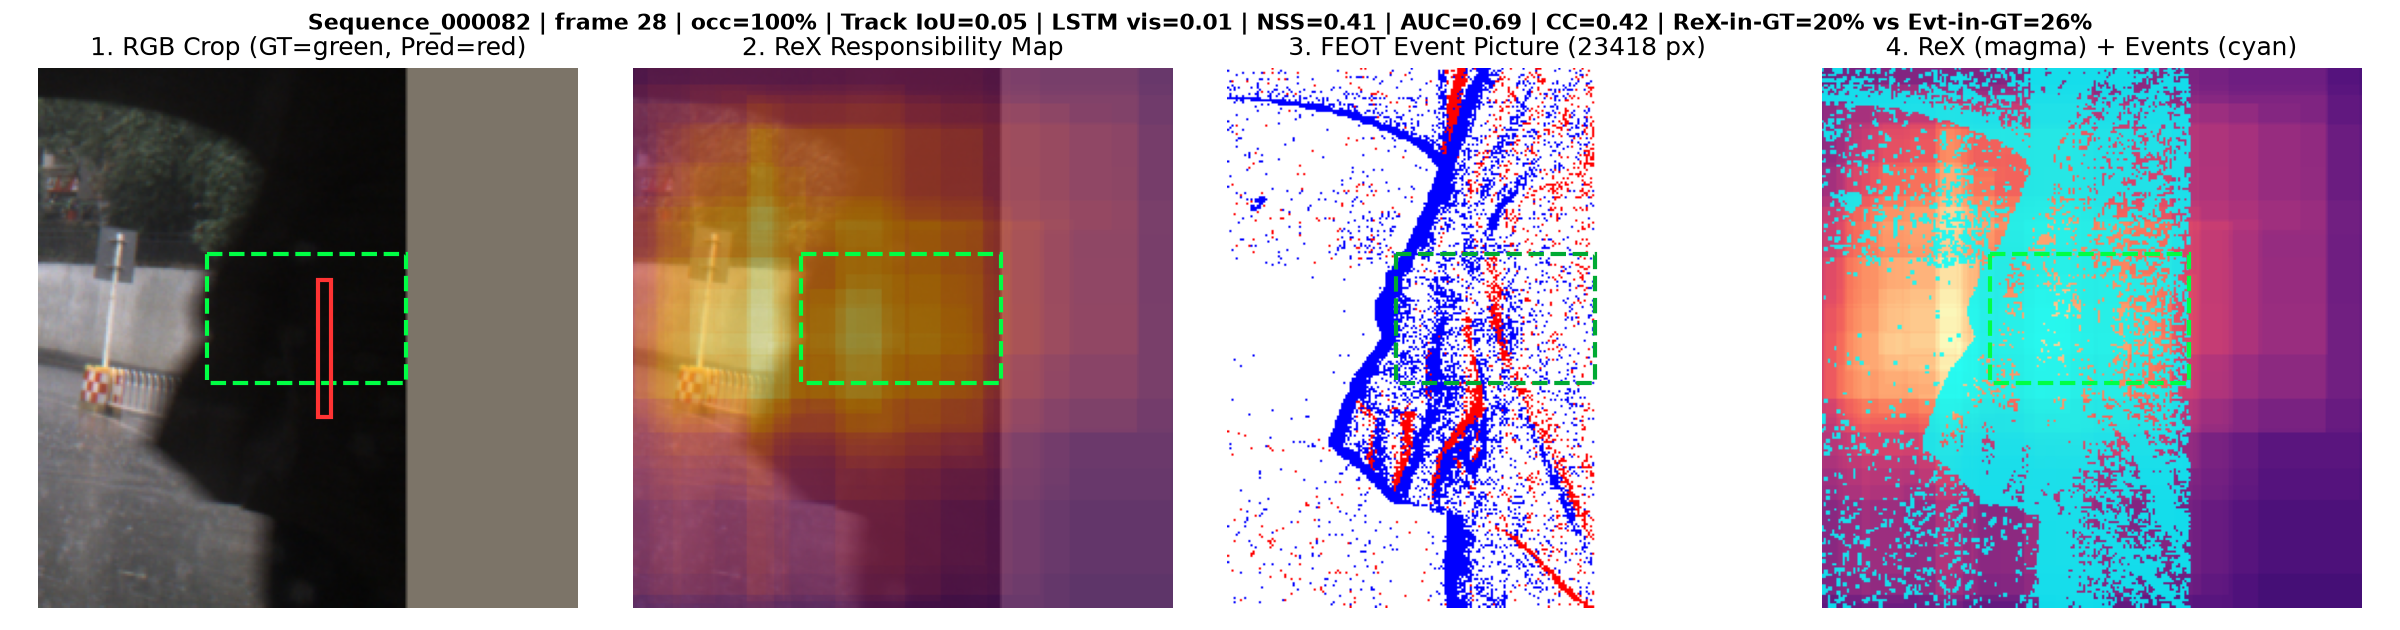 Sequence_000082 | frame 28 | occ=100% | Track IoU=0.05 | LSTM vis=0.01 | NSS=0.41 | AUC=0.69 | CC=0.42 | ReX-in-GT=20% vs Evt-in-GT=26%
1. RGB Crop (GT=green, Pred=red)
2. ReX Responsibility Map
3. FEOT Event Picture (23418 px)
4. ReX (magma) + Events (cyan)